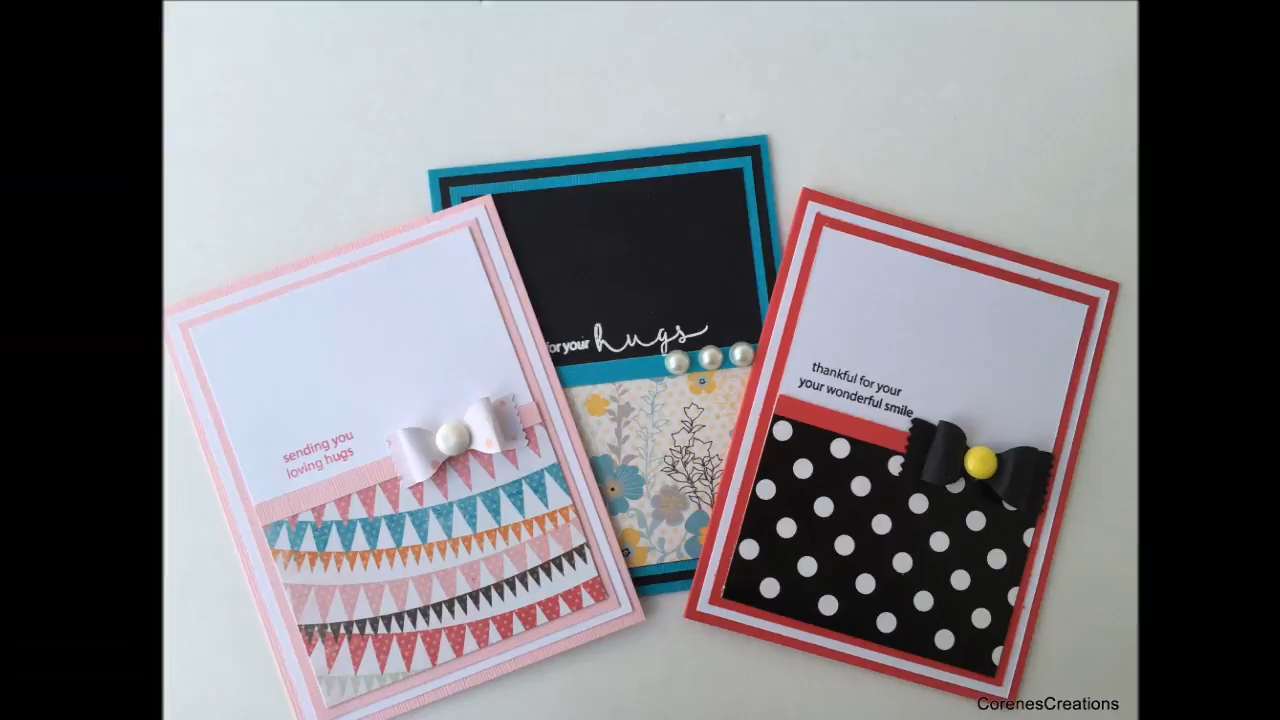 for your hugs
sending you
loving hugs
thankful for your
your wonderful smile
CorenesCreations